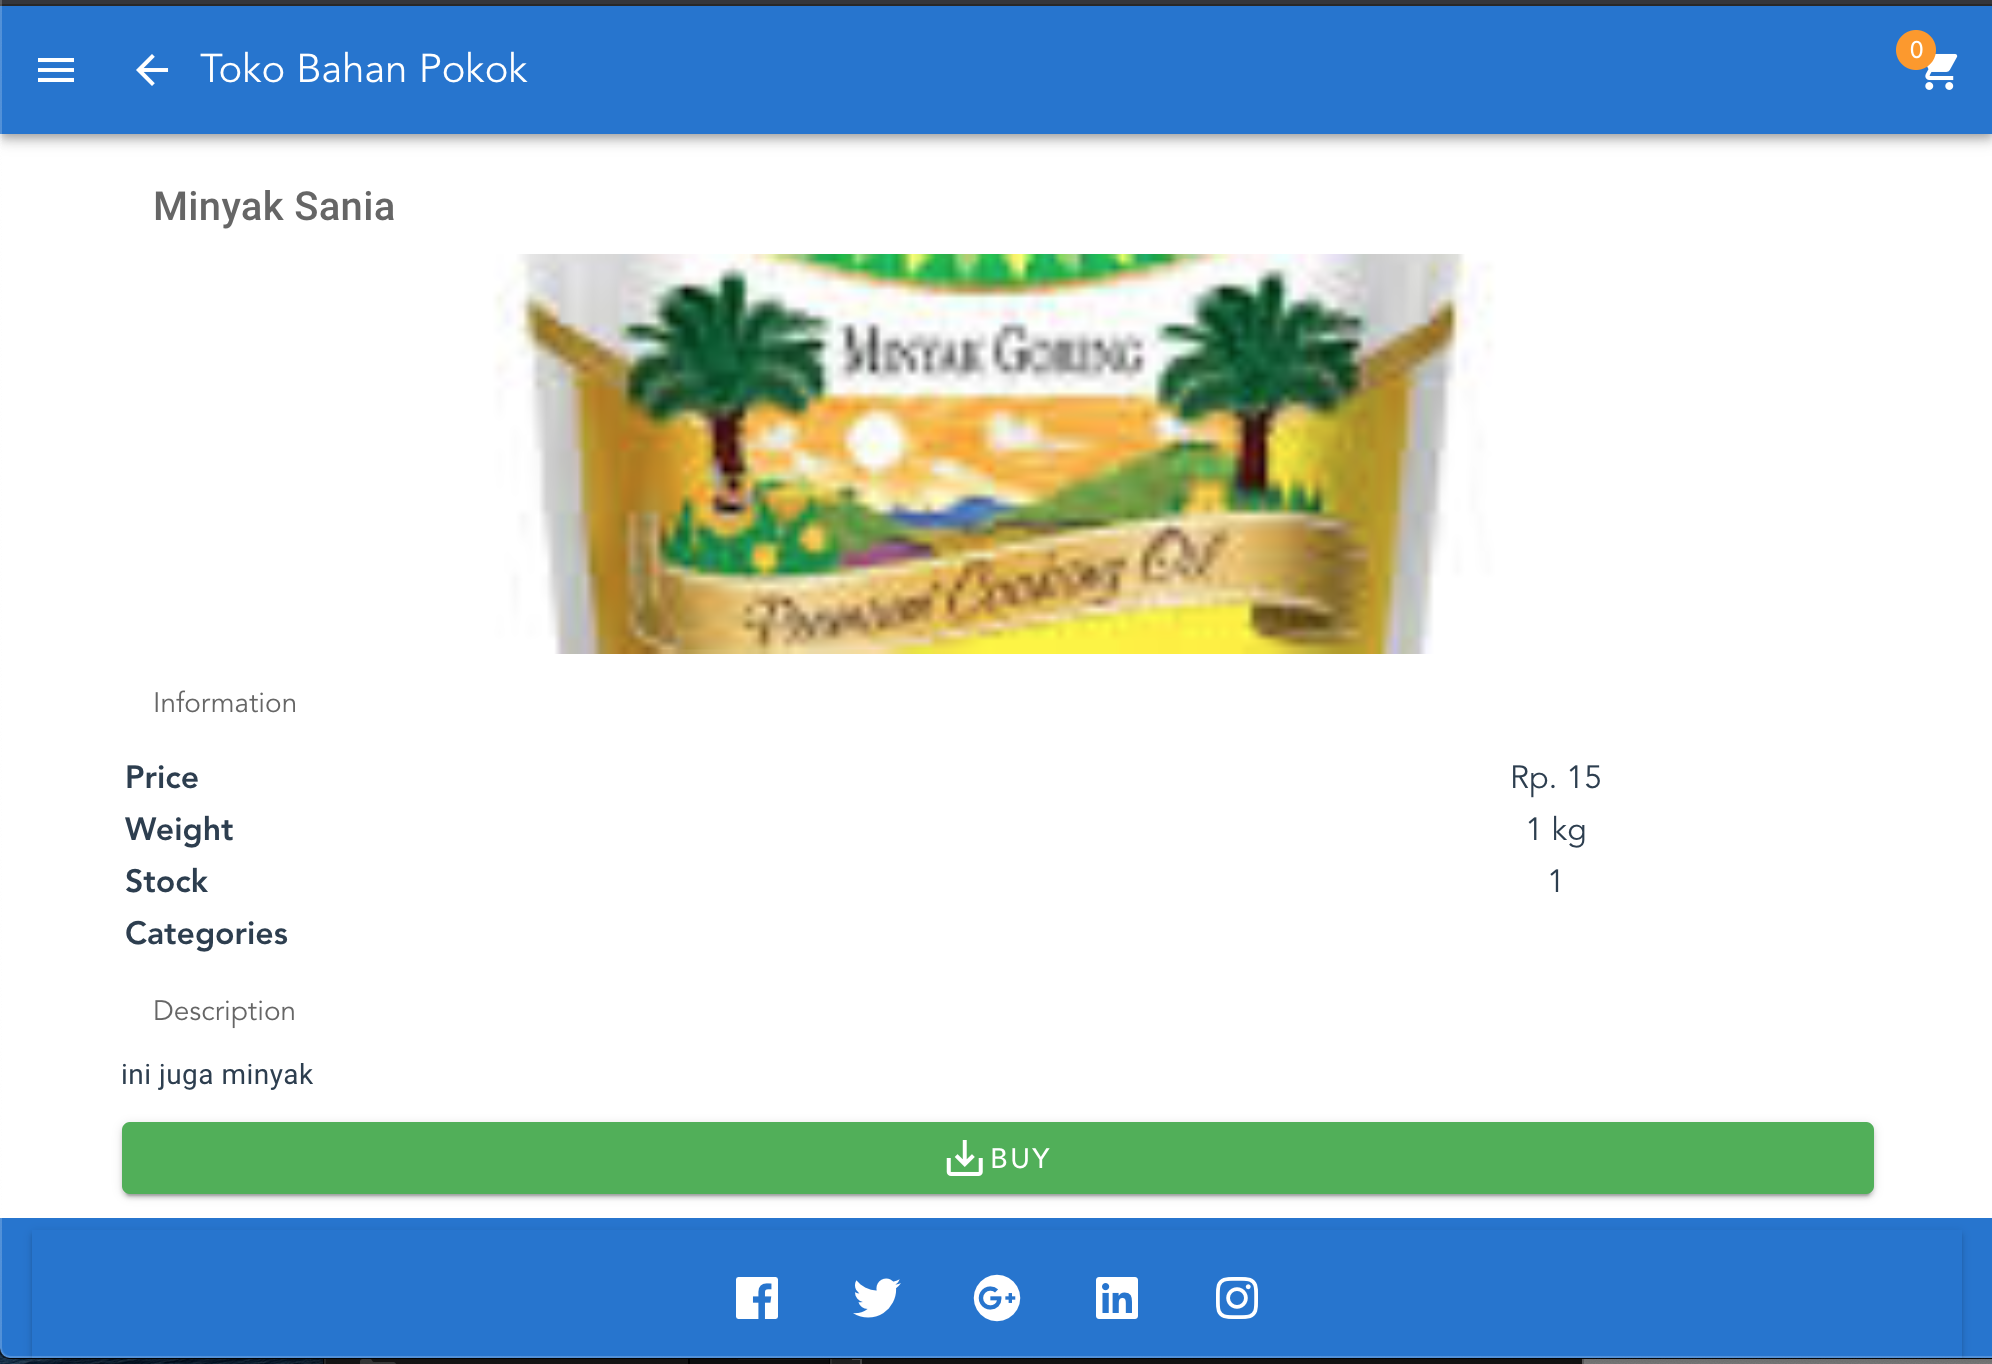 Toko Bahan Pokok
0
Minyak Sania
MINYAK GORENG
Premium Cooking Oil
Information
Price Rp. 15
Weight 1 kg
Stock 1
Categories
Description
ini juga minyak
BUY